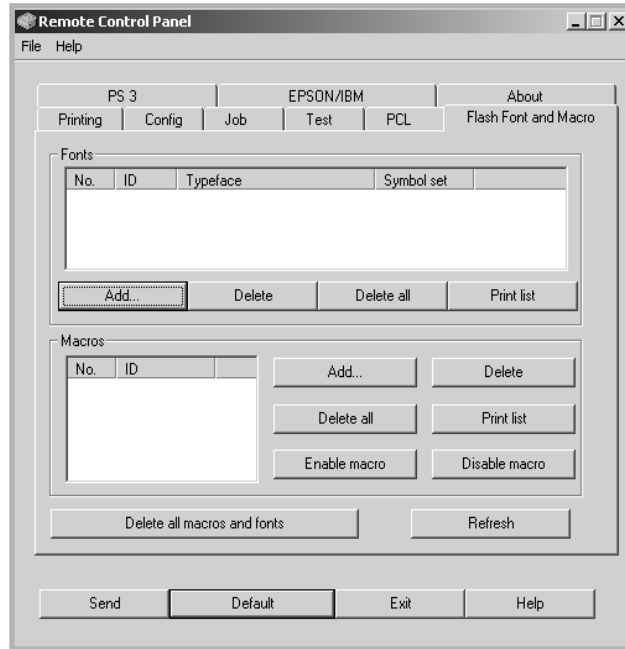 Remote Control Panel
File Help
PS 3 EPSON/IBM About
Printing Config Job Test PCL Flash Font and Macro
Fonts
No. ID Typeface Symbol set
Add... Delete Delete all Print list
Macros
No. ID
Add... Delete
Delete all Print list
Enable macro Disable macro
Delete all macros and fonts Refresh
Send Default Exit Help